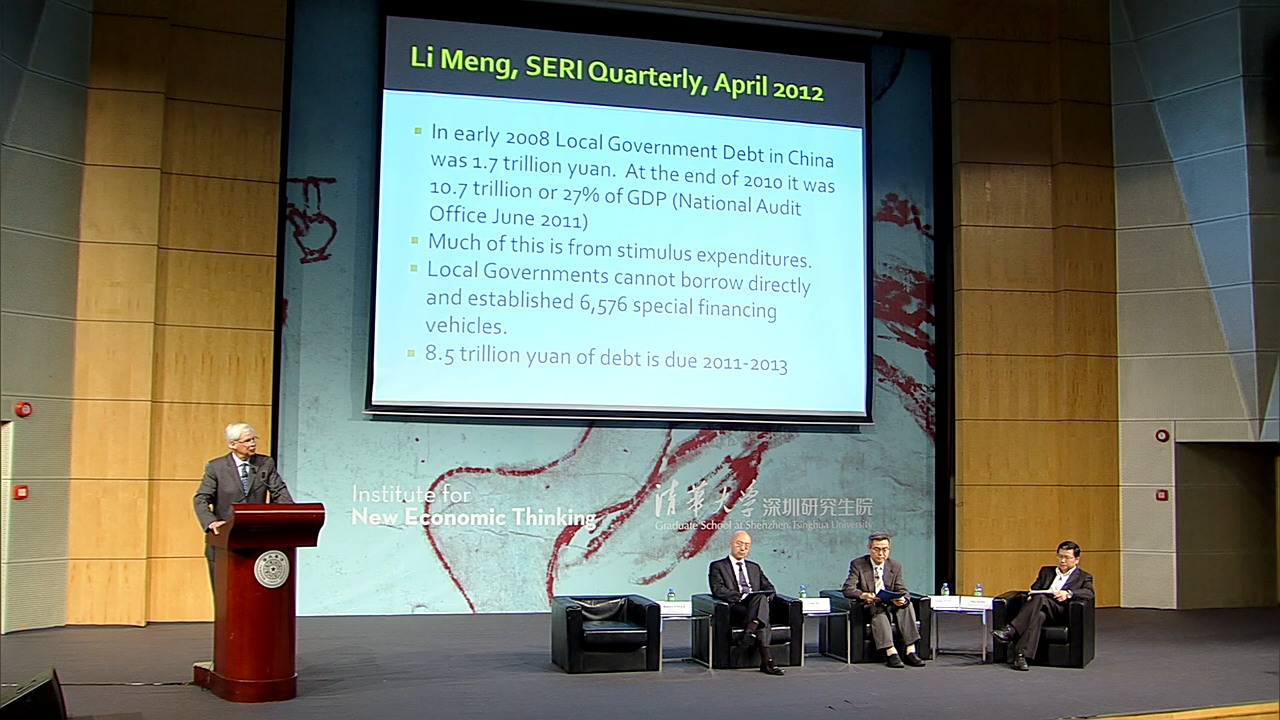 Li Meng, SERI Quarterly, April 2012
In early 2008 Local Government Debt in China
was 1.7 trillion yuan. At the end of 2010 it was
10.7 trillion or 27% of GDP (National Audit
Office June 2011)
Much of this is from stimulus expenditures.
Local Governments cannot borrow directly
and established 6,576 special financing
vehicles.
8.5 trillion yuan of debt is due 2011-2013
Institute for
New Economic Thinking
清华大学深圳研究生院
Graduate School at Shenzhen, Tsinghua University